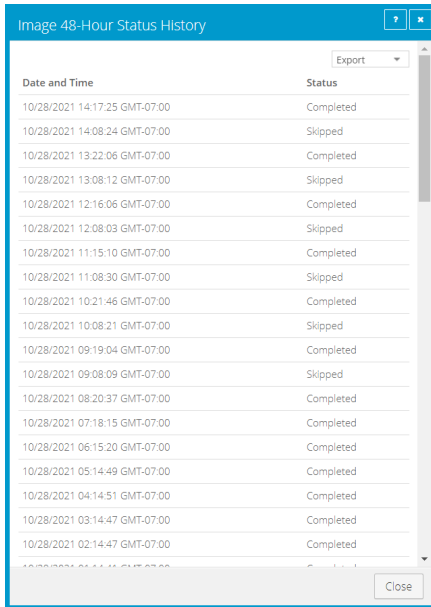 Image 48-Hour Status History
? ×
Export
Date and Time Status
10/28/2021 14:17:25 GMT-07:00 Completed
10/28/2021 14:08:24 GMT-07:00 Skipped
10/28/2021 13:22:06 GMT-07:00 Completed
10/28/2021 13:08:12 GMT-07:00 Skipped
10/28/2021 12:16:06 GMT-07:00 Completed
10/28/2021 12:08:03 GMT-07:00 Skipped
10/28/2021 11:15:10 GMT-07:00 Completed
10/28/2021 11:08:30 GMT-07:00 Skipped
10/28/2021 10:21:46 GMT-07:00 Completed
10/28/2021 10:08:21 GMT-07:00 Skipped
10/28/2021 09:19:04 GMT-07:00 Completed
10/28/2021 09:08:09 GMT-07:00 Skipped
10/28/2021 08:20:37 GMT-07:00 Completed
10/28/2021 07:18:15 GMT-07:00 Completed
10/28/2021 06:15:20 GMT-07:00 Completed
10/28/2021 05:14:49 GMT-07:00 Completed
10/28/2021 04:14:51 GMT-07:00 Completed
10/28/2021 03:14:47 GMT-07:00 Completed
10/28/2021 02:14:47 GMT-07:00 Completed
Close